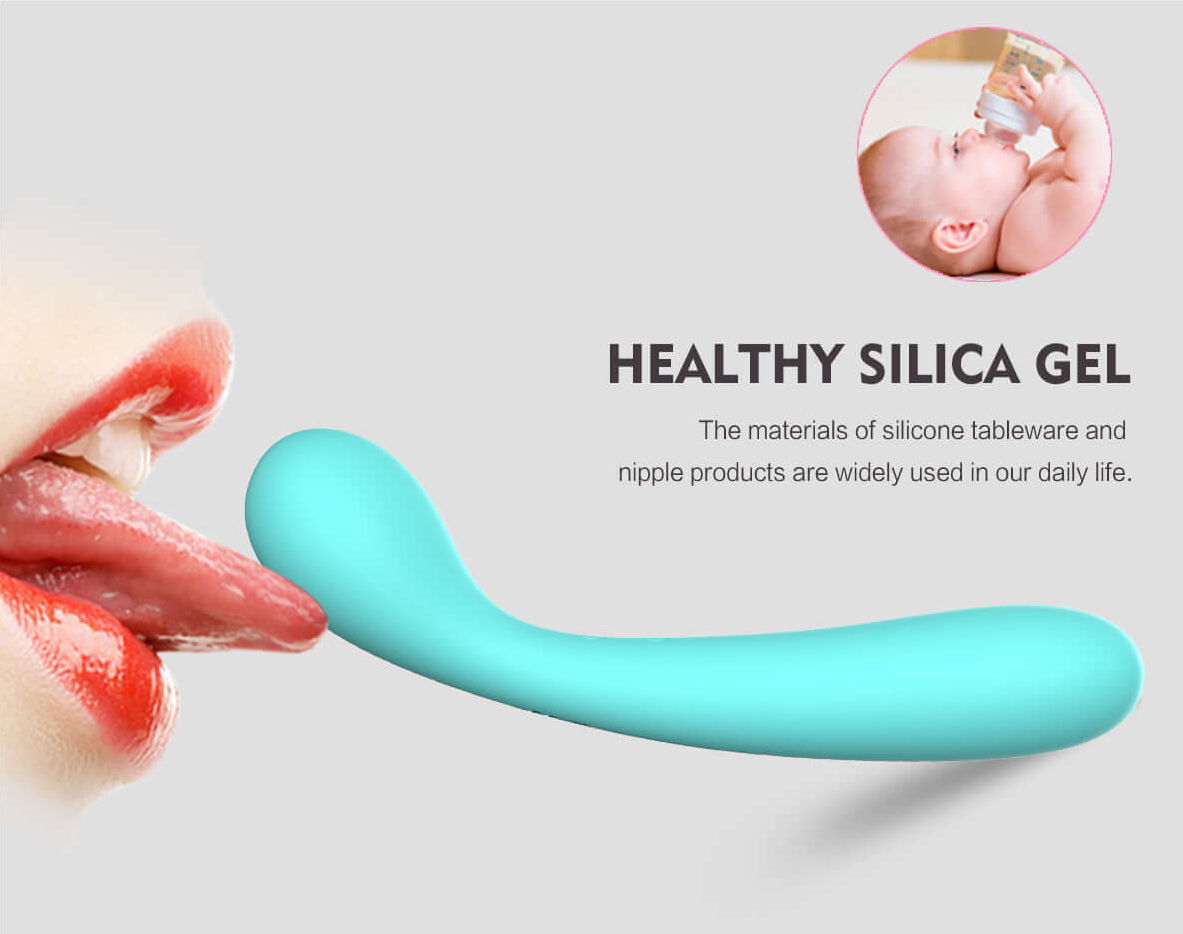 HEALTHY SILICA GEL
The materials of silicone tableware and
nipple products are widely used in our daily life.